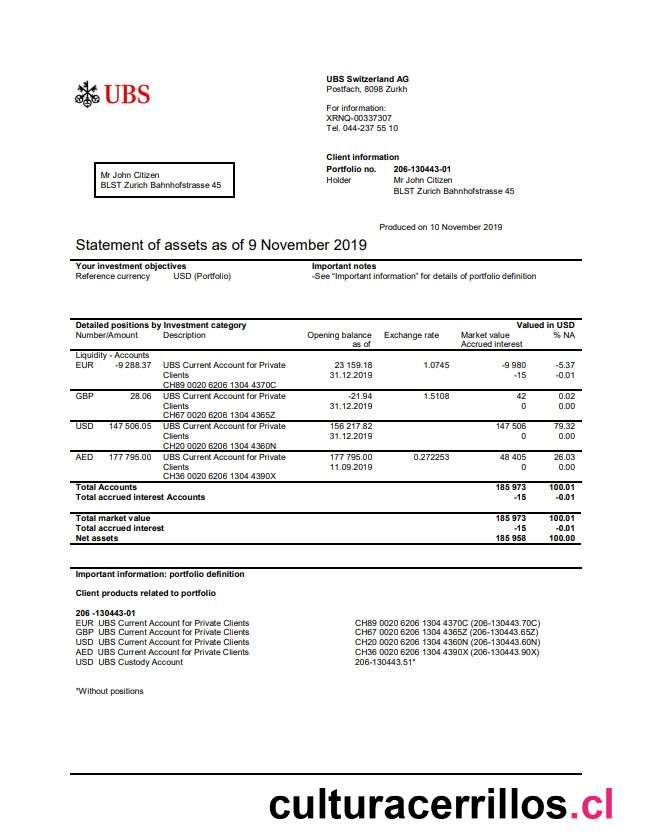 UBS
UBS Switzerland AG
Postfach, 8098 Zurkh
For information:
XRNQ-00337307
Tel. 044-237 55 10
Client information
Portfolio no. 206-130443-01
Holder Mr John Citizen
BLST Zurich Bahnhofstrasse 45
Mr John Citizen
BLST Zurich Bahnhofstrasse 45
Produced on 10 November 2019
Statement of assets as of 9 November 2019
Your investment objectives Important notes
Reference currency USD (Portfolio) -See "Important information" for details of portfolio definition
Detailed positions by Investment category Valued in USD
Number/Amount Description Opening balance Exchange rate Market value % NA
as of Accrued interest
Liquidity - Accounts
EUR -9 288.37 UBS Current Account for Private 23 159.18 1.0745 -9 980 -5.37
Clients 31.12.2019 -15 -0.01
CH89 0020 6206 1304 4370C
GBP 28.06 UBS Current Account for Private -21.94 1.5108 42 0.02
Clients 31.12.2019 0 0.00
CH67 0020 6206 1304 4365Z
USD 147 506.05 UBS Current Account for Private 156 217.82 147 506 79.32
Clients 31.12.2019 0 0.00
CH20 0020 6206 1304 4360N
AED 177 795.00 UBS Current Account for Private 177 795.00 0.272253 48 405 26.03
Clients 11.09.2019 0 0.00
CH36 0020 6206 1304 4390X
Total Accounts 185 973 100.01
Total accrued interest Accounts -15 -0.01
Total market value 185 973 100.01
Total accrued interest -15 -0.01
Net assets 185 958 100.00
Important information: portfolio definition
Client products related to portfolio
206 -130443-01
EUR UBS Current Account for Private Clients CH89 0020 6206 1304 4370C (206-130443.70C)
GBP UBS Current Account for Private Clients CH67 0020 6206 1304 4365Z (206-130443.65Z)
USD UBS Current Account for Private Clients CH20 0020 6206 1304 4360N (206-130443.60N)
AED UBS Current Account for Private Clients CH36 0020 6206 1304 4390X (206-130443.90X)
USD UBS Custody Account 206-130443.51*
*Without positions
culturacerrillos.cl